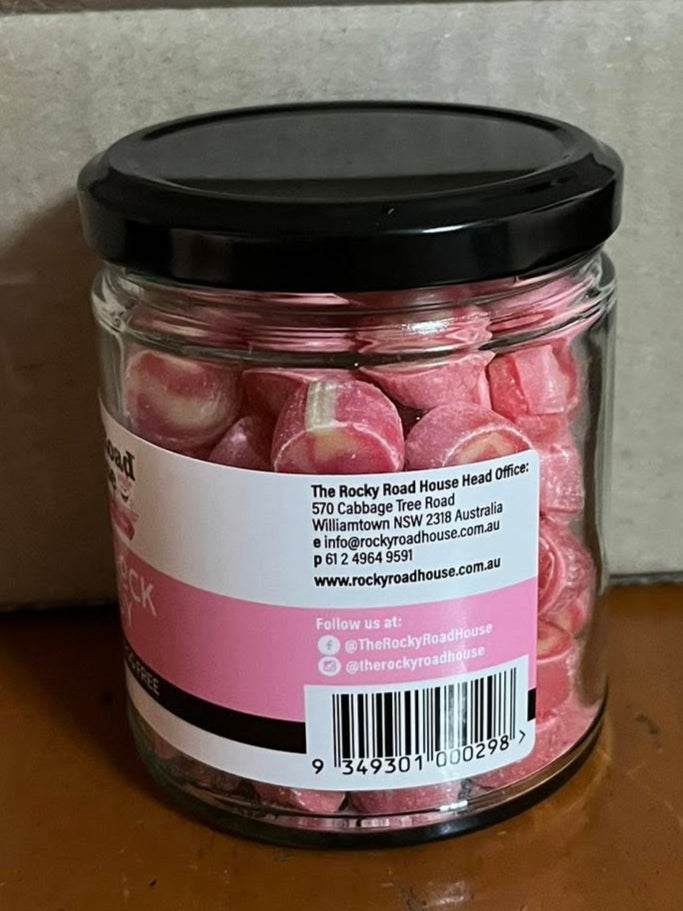 The Rocky Road House Head Office:
570 Cabbage Tree Road
Williamtown NSW 2318 Australia
e info@rockyroadhouse.com.au
p 61 2 4964 9591
www.rockyroadhouse.com.au
Follow us at:
@TheRockyRoadHouse
@therockyroadhouse
FREE
9 349301 000298 >